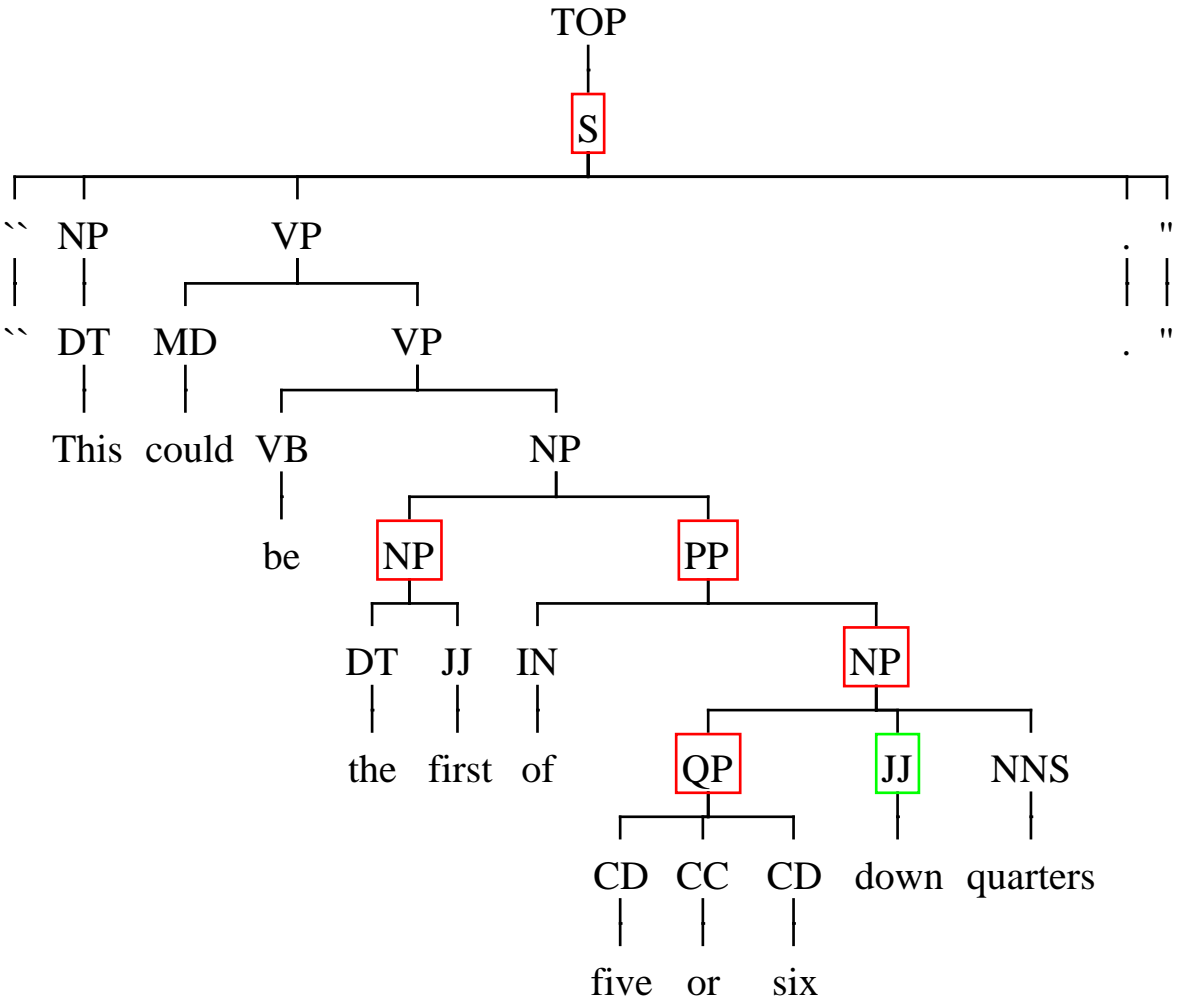 TOP
S
`` NP VP . "
`` DT MD VP . "
This could VB NP
be NP PP
DT JJ IN NP
the first of QP JJ NNS
CD CC CD down quarters
five or six